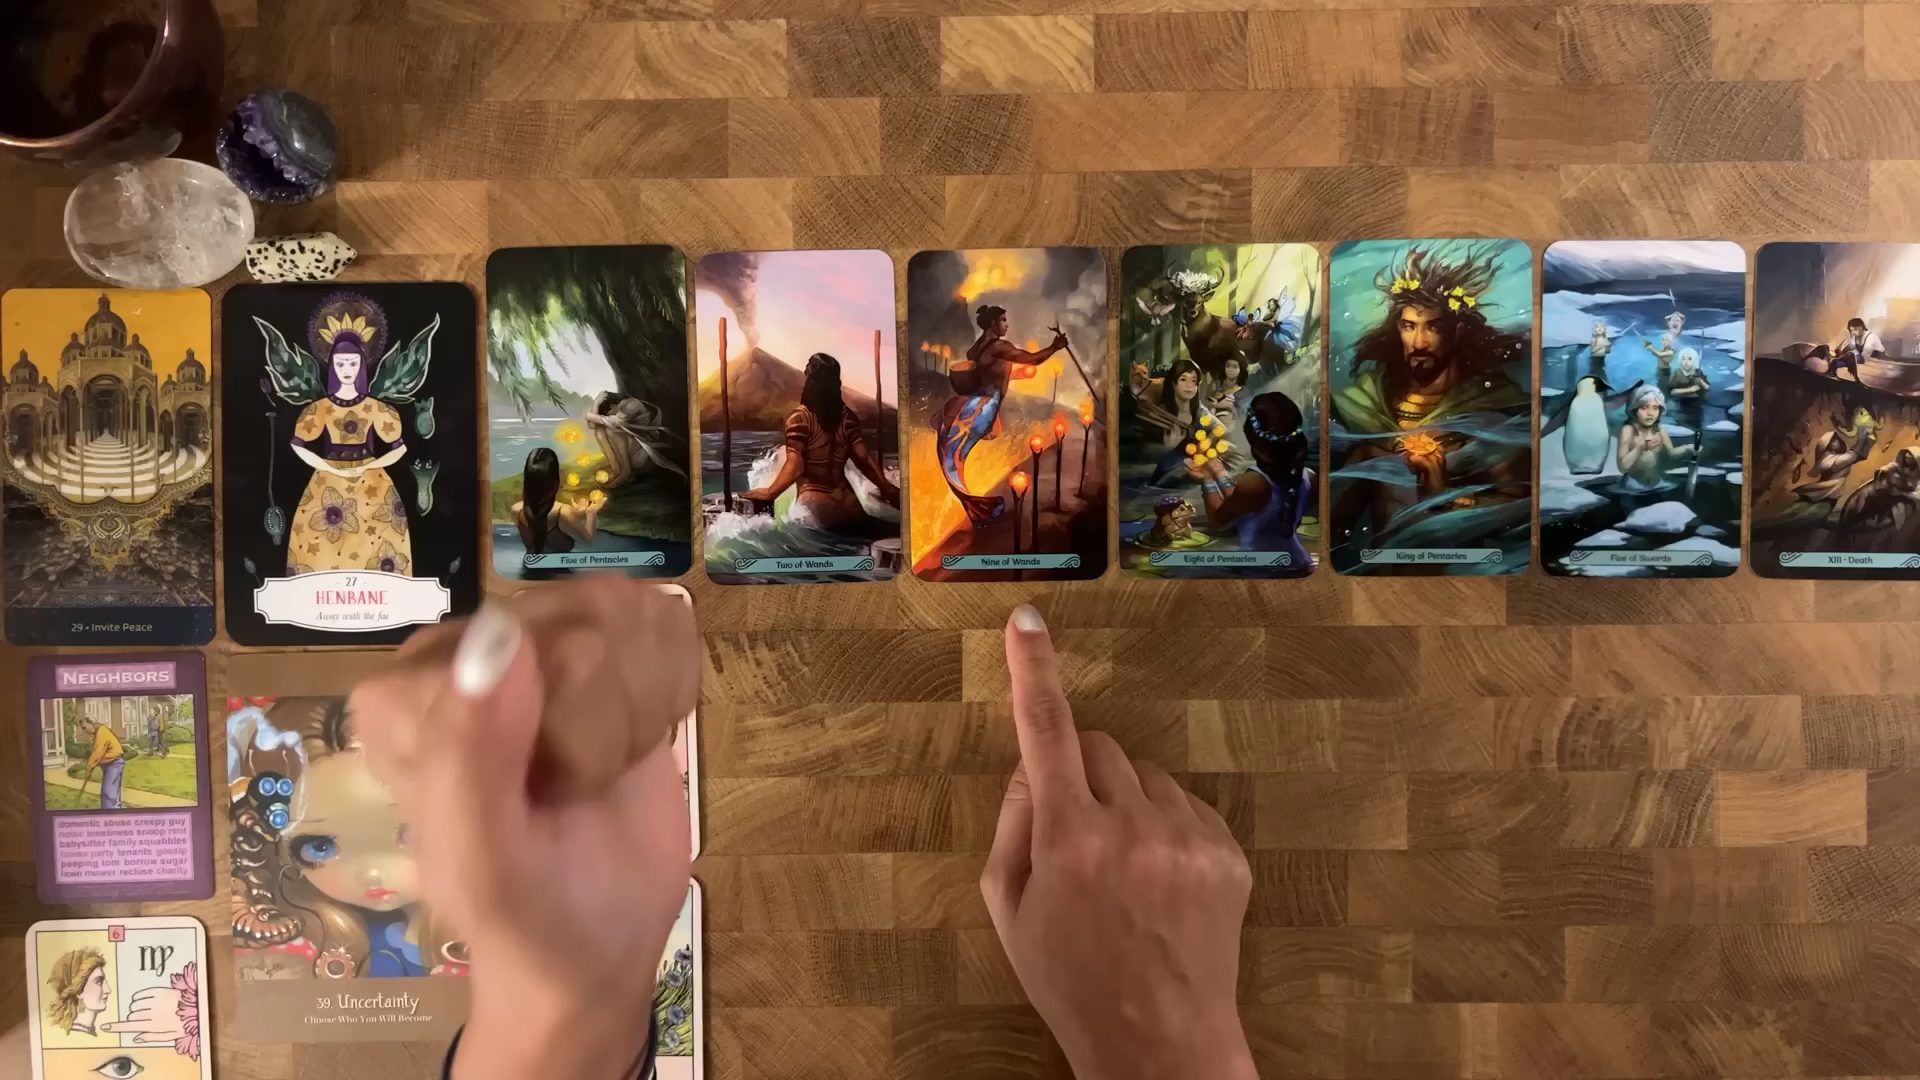 29 • Invite Peace
- 27 -
HENBANE
Away with the fae
Five of Pentacles
Two of Wands
Nine of Wands
Eight of Pentacles
King of Pentacles
Five of Swords
XIII • Death
NEIGHBORS
domestic abuse creepy guy
noise loneliness snoop rent
babysitter family squabbles
house party tenants gossip
peeping tom borrow sugar
lawn mower recluse charity
6
♍
39. Uncertainty
Choose Who You Will Become